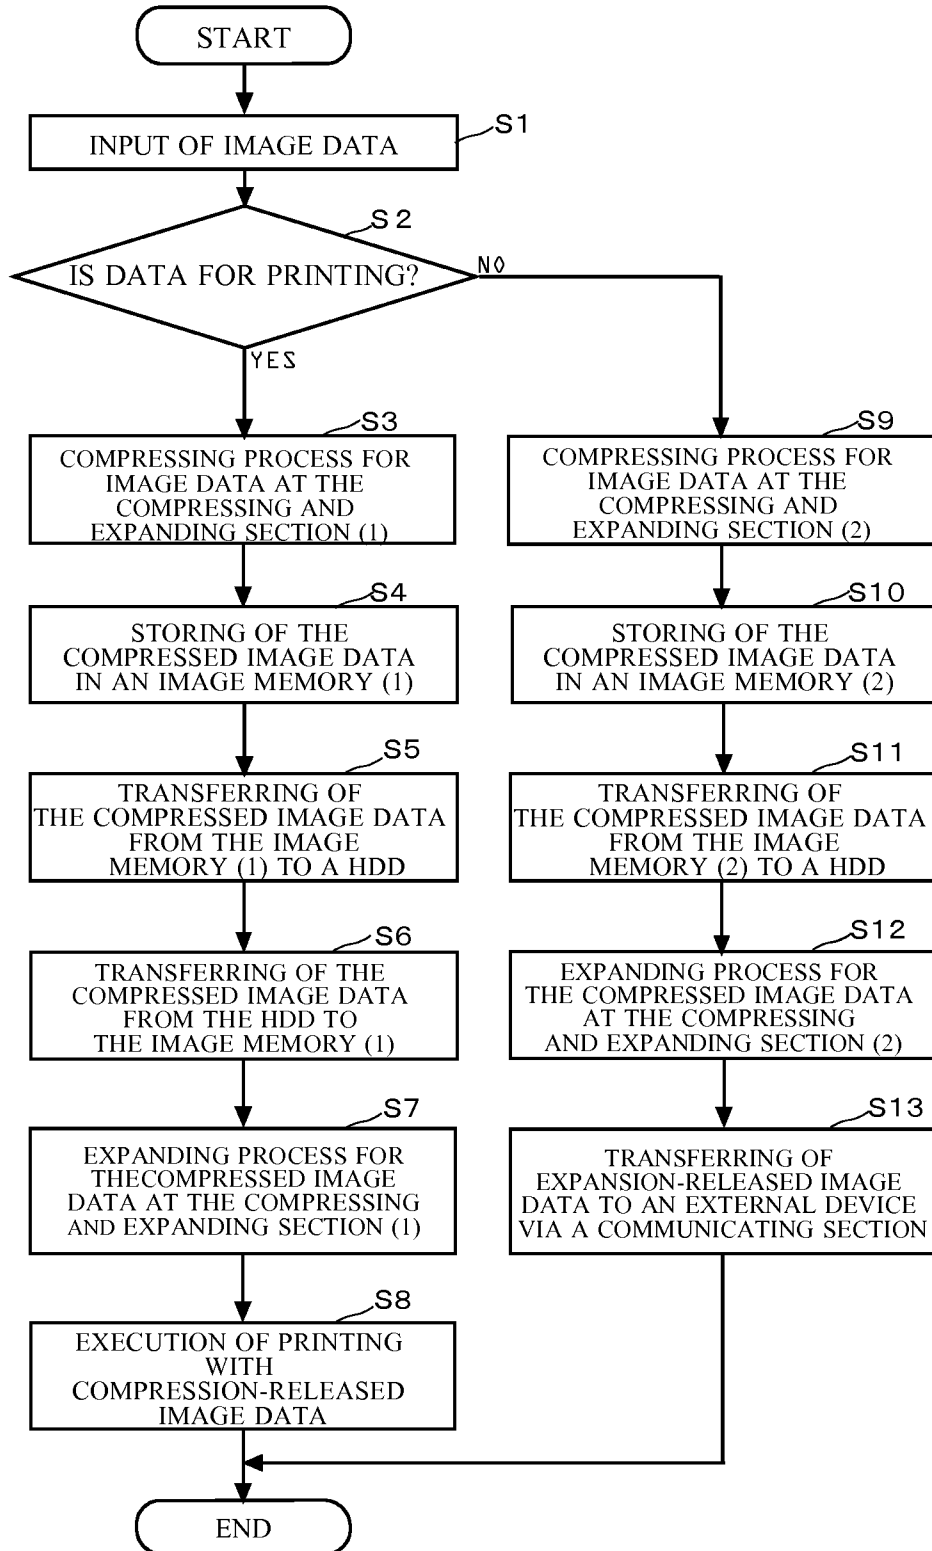 START
S1
INPUT OF IMAGE DATA
S2
IS DATA FOR PRINTING?
NO
YES
S3
COMPRESSING PROCESS FOR
IMAGE DATA AT THE
COMPRESSING AND
EXPANDING SECTION (1)
S4
STORING OF THE
COMPRESSED IMAGE DATA
IN AN IMAGE MEMORY (1)
S5
TRANSFERRING OF
THE COMPRESSED IMAGE DATA
FROM THE IMAGE
MEMORY (1) TO A HDD
S6
TRANSFERRING OF THE
COMPRESSED IMAGE DATA
FROM THE HDD TO
THE IMAGE MEMORY (1)
S7
EXPANDING PROCESS FOR
THECOMPRESSED IMAGE
DATA AT THE COMPRESSING
AND EXPANDING SECTION (1)
S8
EXECUTION OF PRINTING
WITH
COMPRESSION-RELEASED
IMAGE DATA
S9
COMPRESSING PROCESS FOR
IMAGE DATA AT THE
COMPRESSING AND
EXPANDING SECTION (2)
S10
STORING OF THE
COMPRESSED IMAGE DATA
IN AN IMAGE MEMORY (2)
S11
TRANSFERRING OF
THE COMPRESSED IMAGE DATA
FROM THE IMAGE
MEMORY (2) TO A HDD
S12
EXPANDING PROCESS FOR
THE COMPRESSED IMAGE DATA
AT THE COMPRESSING
AND EXPANDING SECTION (2)
S13
TRANSFERRING OF
EXPANSION-RELEASED IMAGE
DATA TO AN EXTERNAL DEVICE
VIA A COMMUNICATING SECTION
END